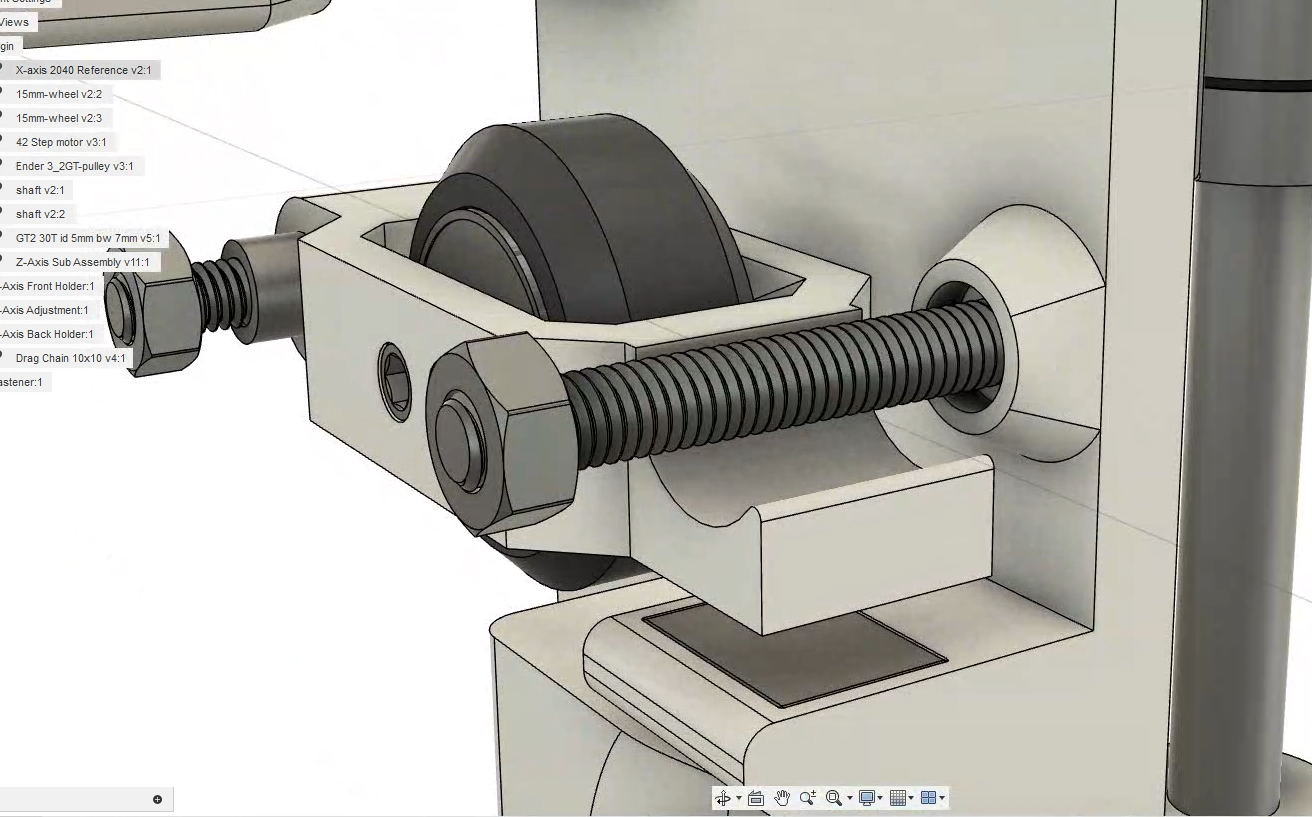 Views
X-axis 2040 Reference v2:1
15mm-wheel v2:2
15mm-wheel v2:3
42 Step motor v3:1
Ender 3_2GT-pulley v3:1
shaft v2:1
shaft v2:2
GT2 30T id 5mm bw 7mm v5:1
Z-Axis Sub Assembly v11:1
-Axis Front Holder:1
-Axis Adjustment:1
-Axis Back Holder:1
Drag Chain 10x10 v4:1
astener:1